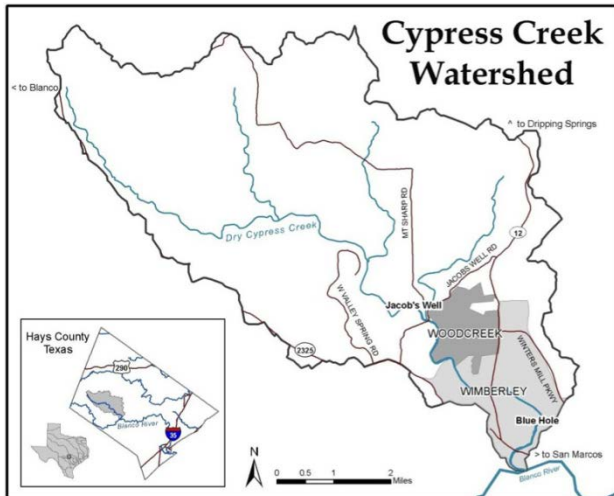 Cypress Creek
Watershed
< to Blanco
^ to Dripping Springs
Dry Cypress Creek
MT SHARP RD
12
JACOBS WELL RD
Jacob's Well
W VALLEY SPRING RD
WOODCREEK
2325
WINTERS MILL PKWY
WIMBERLEY
Blue Hole
> to San Marcos
Blanco River
Hays County
Texas
290
Blanco River
35
N
0 1 2
Miles